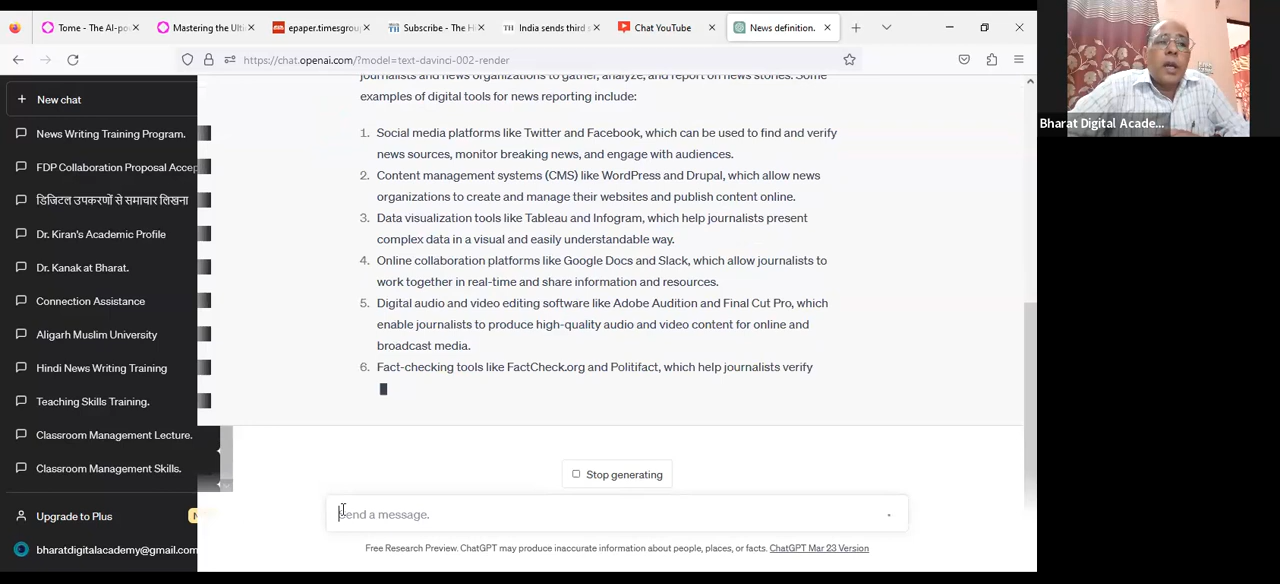 Tome - The AI-po
Mastering the Ulti
epaper.timesgrou
Subscribe - The Hi
India sends third s
Chat YouTube
News definition.
https://chat.openai.com/?model=text-davinci-002-render
New chat
News Writing Training Program.
FDP Collaboration Proposal Accep
डिजिटल उपकरणों से समाचार लिखना
Dr. Kiran's Academic Profile
Dr. Kanak at Bharat.
Connection Assistance
Aligarh Muslim University
Hindi News Writing Training
Teaching Skills Training.
Classroom Management Lecture.
Classroom Management Skills.
Upgrade to Plus
N
bharatdigitalacademy@gmail.com
journalists and news organizations to gather, analyze, and report on news stories. Some
examples of digital tools for news reporting include:
1. Social media platforms like Twitter and Facebook, which can be used to find and verify
news sources, monitor breaking news, and engage with audiences.
2. Content management systems (CMS) like WordPress and Drupal, which allow news
organizations to create and manage their websites and publish content online.
3. Data visualization tools like Tableau and Infogram, which help journalists present
complex data in a visual and easily understandable way.
4. Online collaboration platforms like Google Docs and Slack, which allow journalists to
work together in real-time and share information and resources.
5. Digital audio and video editing software like Adobe Audition and Final Cut Pro, which
enable journalists to produce high-quality audio and video content for online and
broadcast media.
6. Fact-checking tools like FactCheck.org and Politifact, which help journalists verify
Stop generating
Send a message.
Free Research Preview. ChatGPT may produce inaccurate information about people, places, or facts. ChatGPT Mar 23 Version
Bharat Digital Acade...